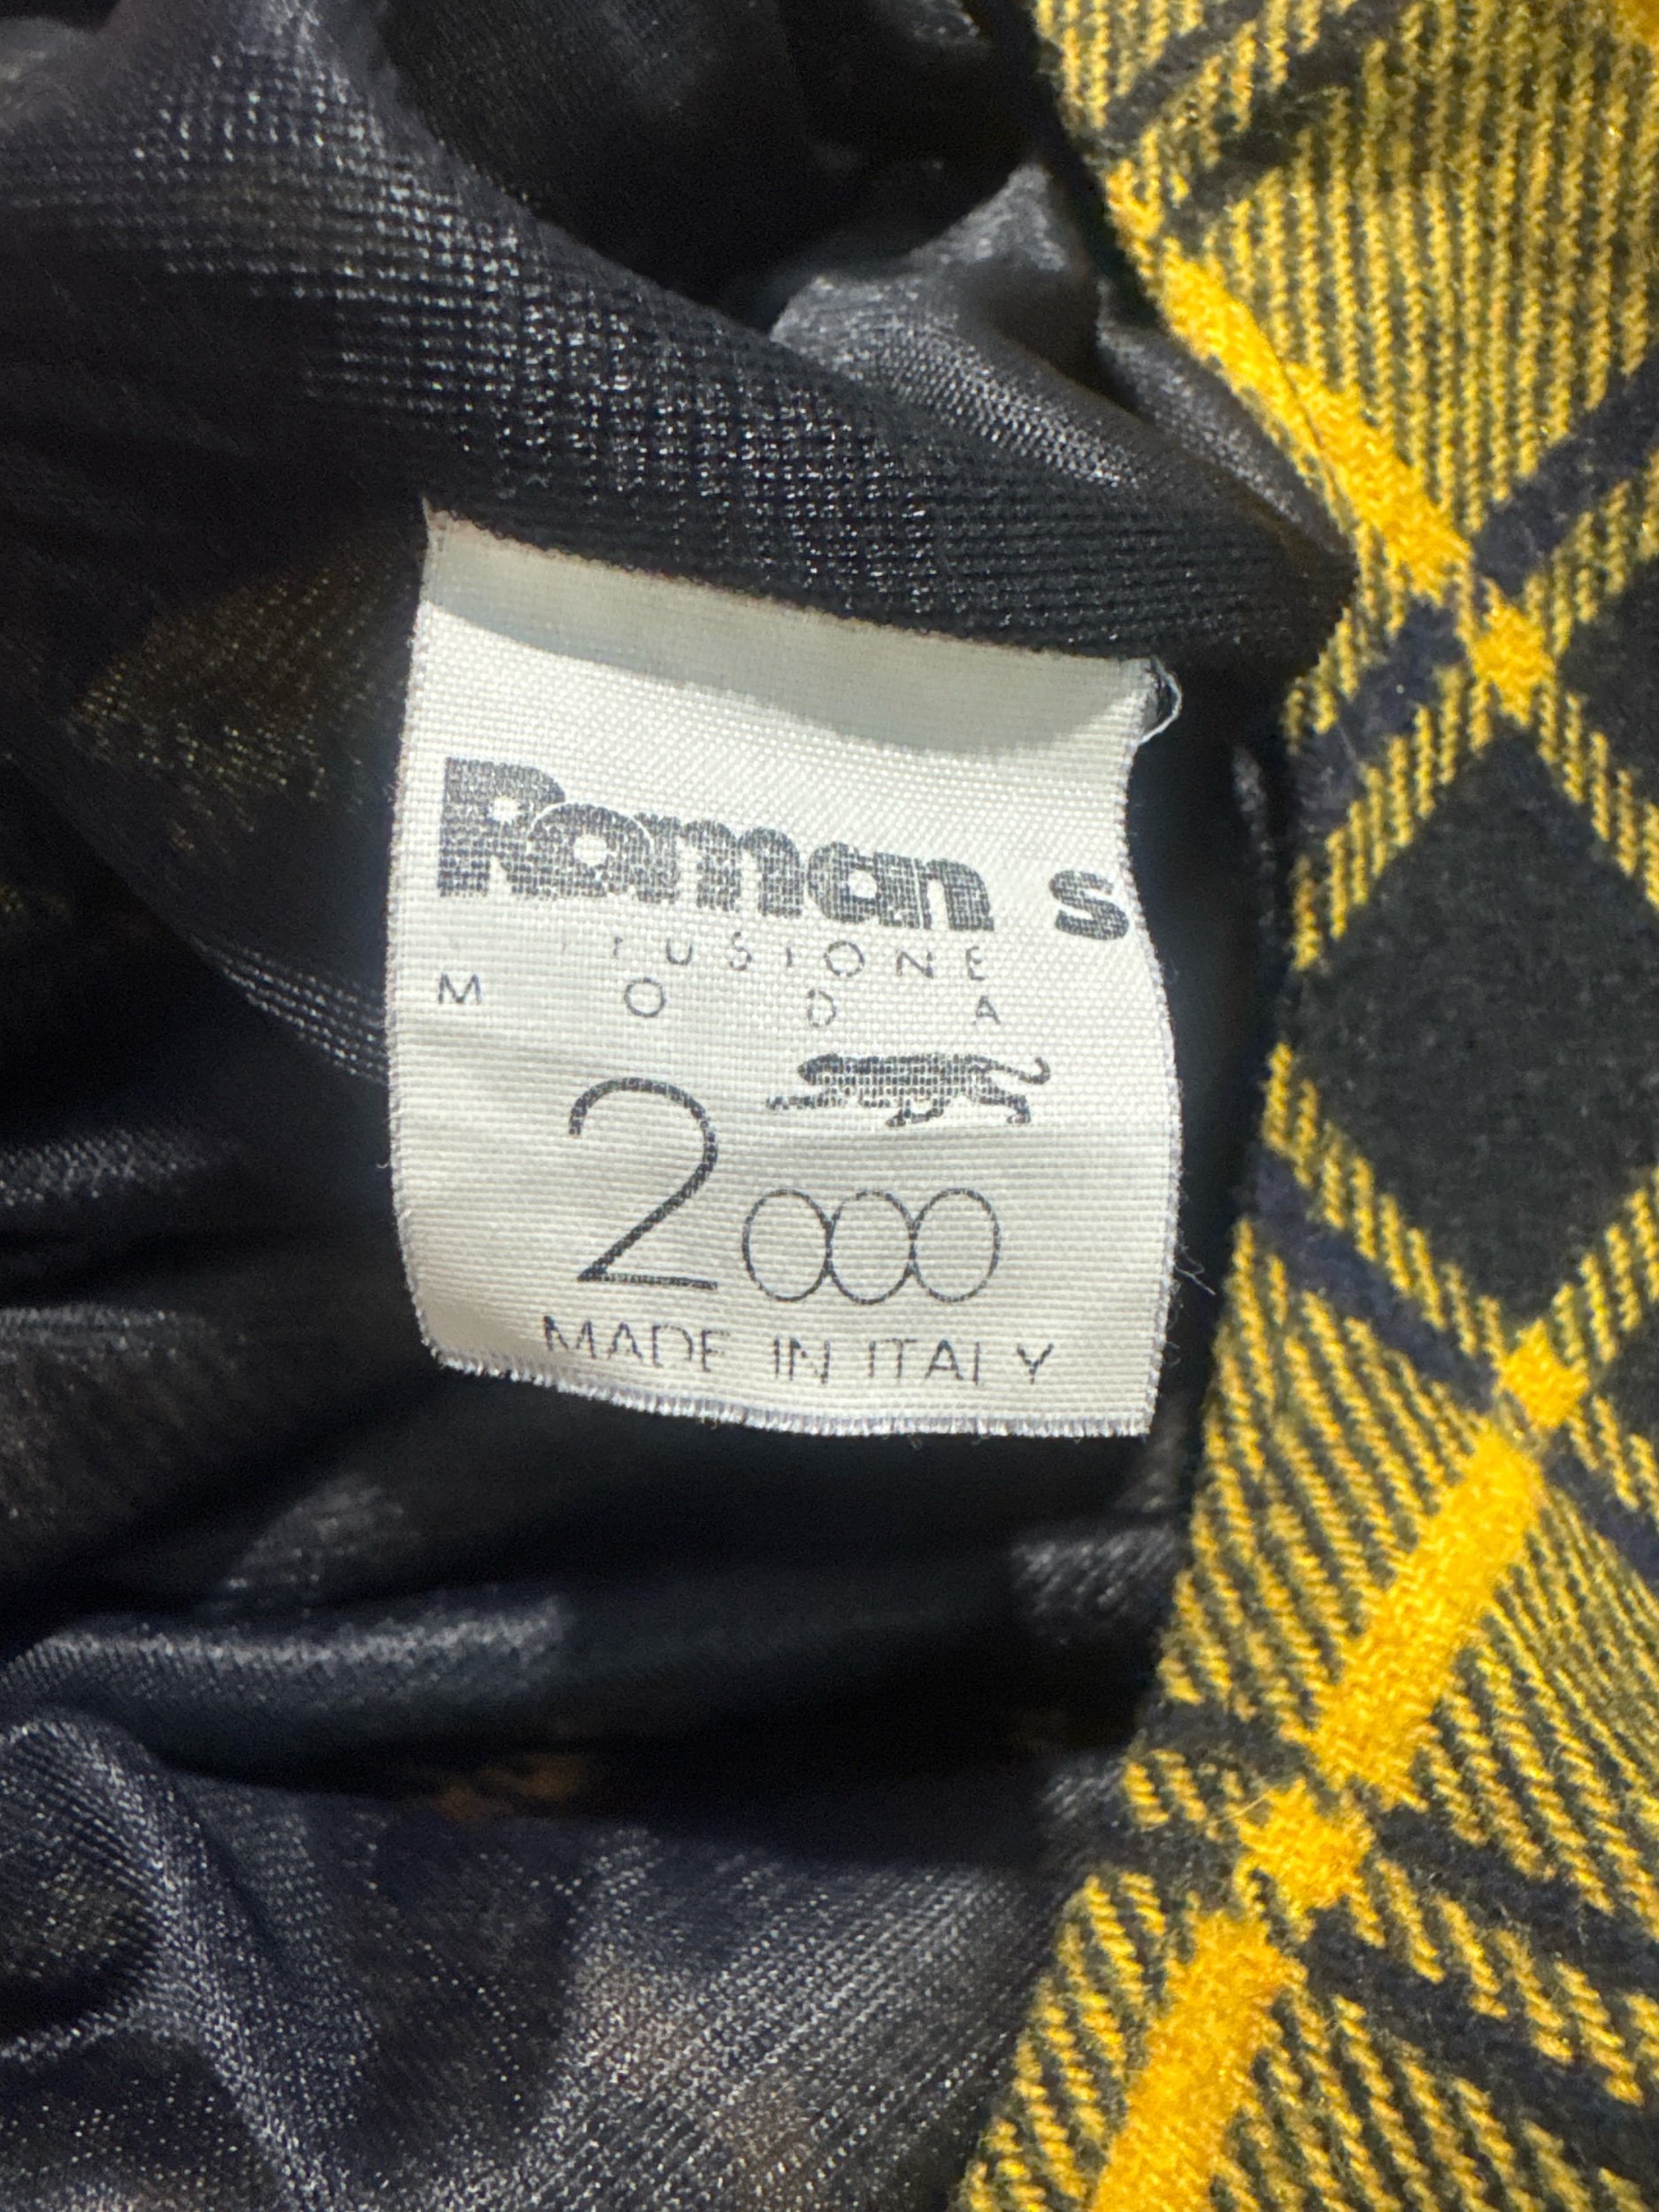 Roman s
FUSIONE
M O D A
2000
MADE IN ITALY